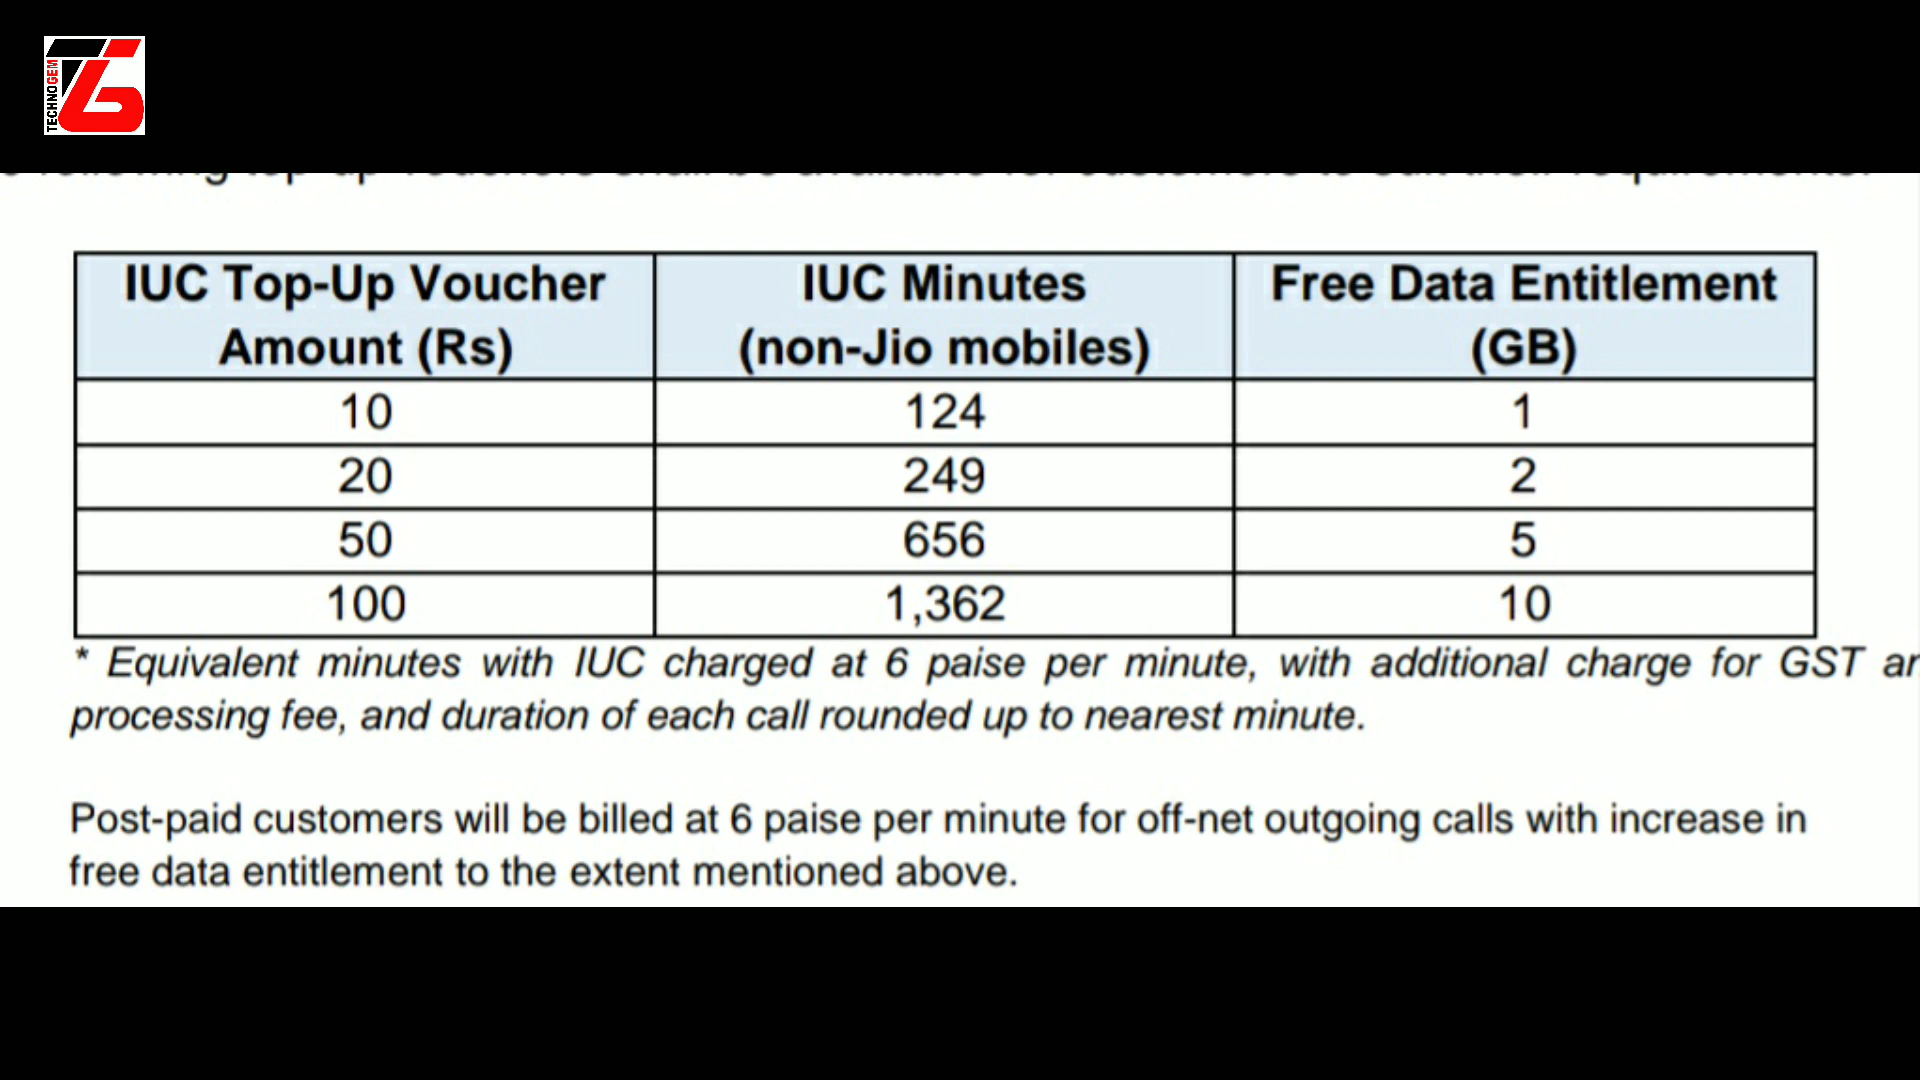 TECHNOGEM
IUC Top-Up Voucher Amount (Rs)
IUC Minutes (non-Jio mobiles)
Free Data Entitlement (GB)
10 124 1
20 249 2
50 656 5
100 1,362 10
* Equivalent minutes with IUC charged at 6 paise per minute, with additional charge for GST
processing fee, and duration of each call rounded up to nearest minute.
Post-paid customers will be billed at 6 paise per minute for off-net outgoing calls with increase in
free data entitlement to the extent mentioned above.